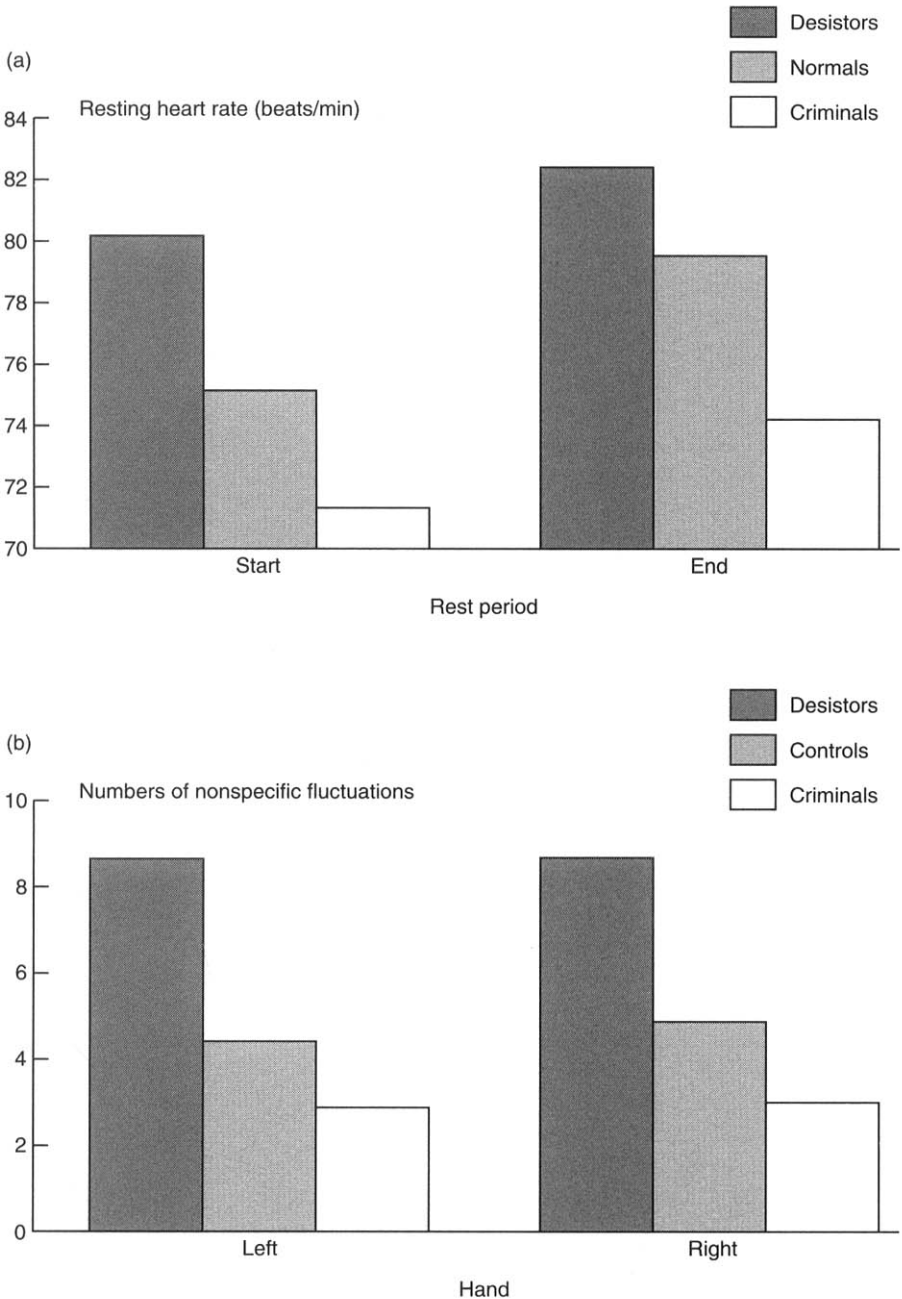 Desistors
(a)
Normals
Resting heart rate (beats/min)
Criminals
84
82
80
78
76
74
72
70
Start
End
Rest period
Desistors
(b)
Controls
Numbers of nonspecific fluctuations
Criminals
10
8
6
4
2
0
Left
Right
Hand